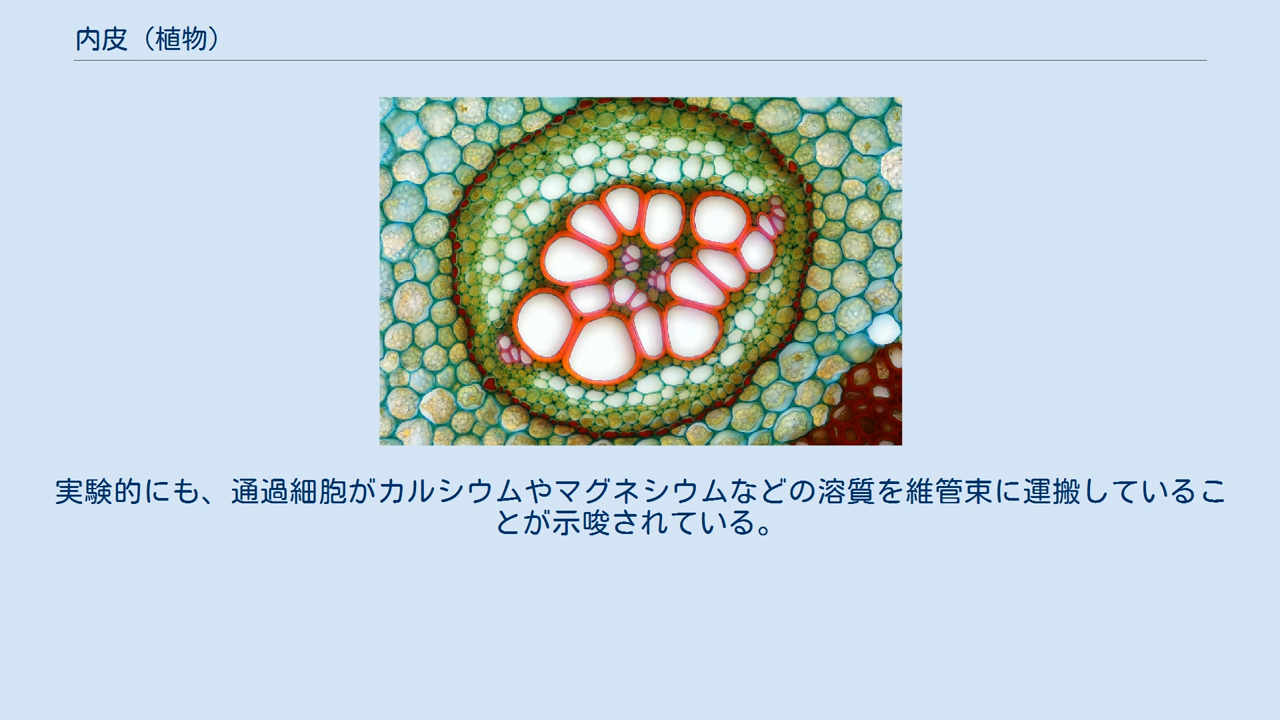 内皮（植物）
実験的にも、通過細胞がカルシウムやマグネシウムなどの溶質を維管束に運搬しているこ
とが示唆されている。